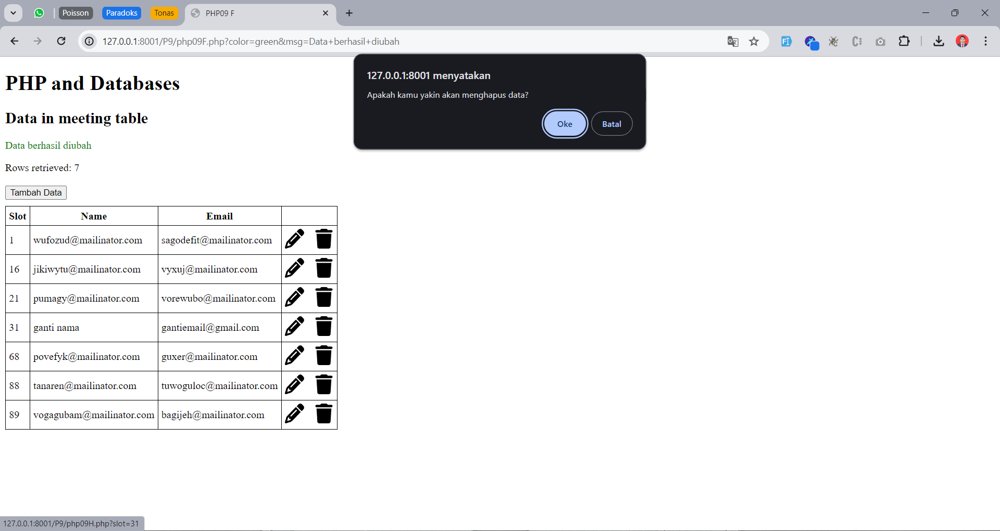 Poisson Paradoks Tonas PHP09 F
127.0.0.1:8001/P9/php09F.php?color=green&msg=Data+berhasil+diubah
127.0.0.1:8001 menyatakan
Apakah kamu yakin akan menghapus data?
Oke Batal
PHP and Databases
Data in meeting table
Data berhasil diubah
Rows retrieved: 7
Tambah Data
Slot Name Email
1 wufozud@mailinator.com sagodefit@mailinator.com
16 jikiwytu@mailinator.com vyxuj@mailinator.com
21 pumagy@mailinator.com vorewubo@mailinator.com
31 ganti nama gantiemail@gmail.com
68 povefyk@mailinator.com guxer@mailinator.com
88 tanaren@mailinator.com tuwoguloc@mailinator.com
89 vogagubam@mailinator.com bagijeh@mailinator.com
127.0.0.1:8001/P9/php09H.php?slot=31